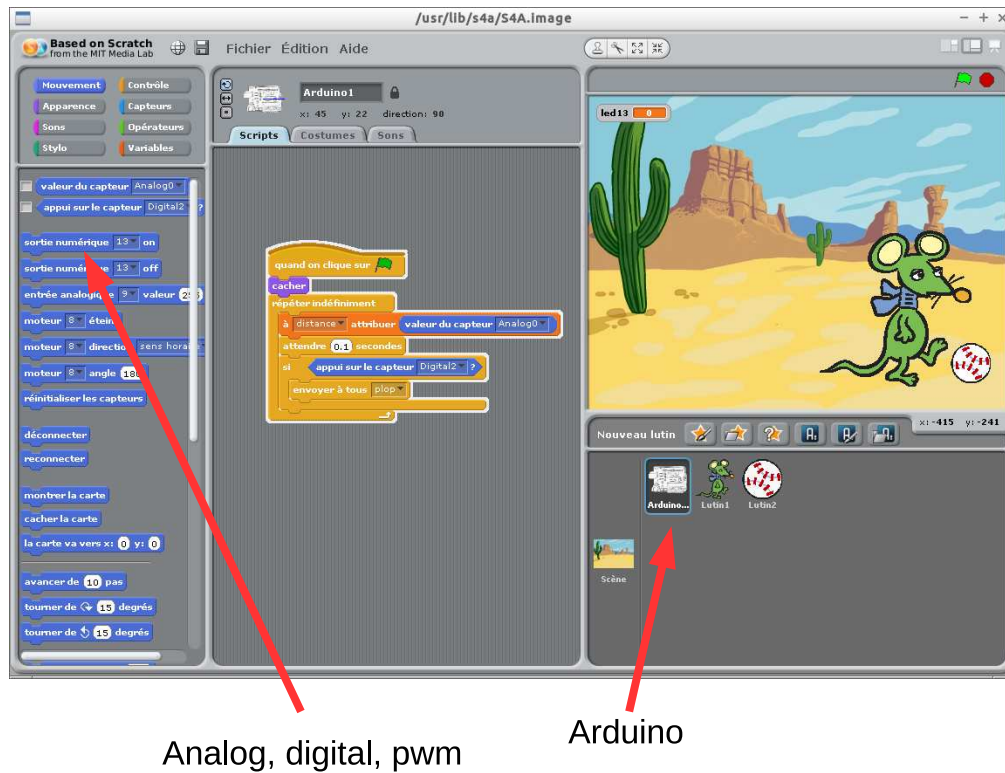 /usr/lib/s4a/S4A.image
Based on Scratch
from the MIT Media Lab
Fichier Édition Aide
Mouvement Contrôle
Apparence Capteurs
Sons Opérateurs
Stylo Variables
valeur du capteur Analog0
appui sur le capteur Digital2 ?
sortie numérique 13 on
sortie numérique 13 off
entrée analogique 9 valeur
moteur 8 étein
moteur 8 direction sens horai
moteur 8 angle 180
réinitialiser les capteurs
déconnecter
reconnecter
montrer la carte
cacher la carte
la carte va vers x: 0 y: 0
avancer de 10 pas
tourner de 15 degrés
tourner de 15 degrés
Arduino1
x: 45 y: 22 direction: 90
Scripts Costumes Sons
quand on clique sur
cacher
répéter indéfiniment
à distance attribuer valeur du capteur Analog0
attendre 0.1 secondes
si appui sur le capteur Digital2 ?
envoyer à tous plop
led13 0
x: -415 y: -241
Nouveau lutin
Arduino... Lutin1 Lutin2
Scène
Analog, digital, pwm
Arduino